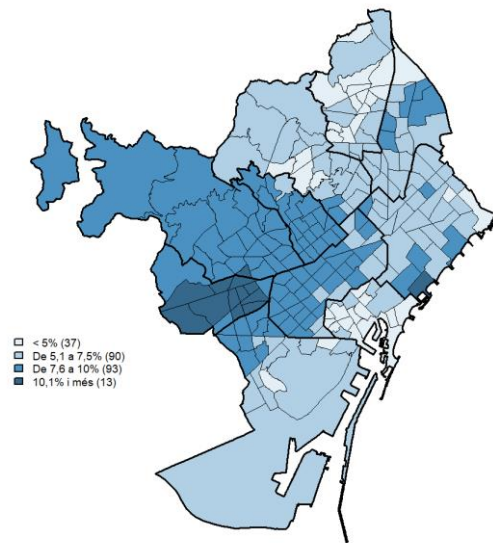 < 5% (37)
De 5,1 a 7,5% (90)
De 7,6 a 10% (93)
10,1% i més (13)